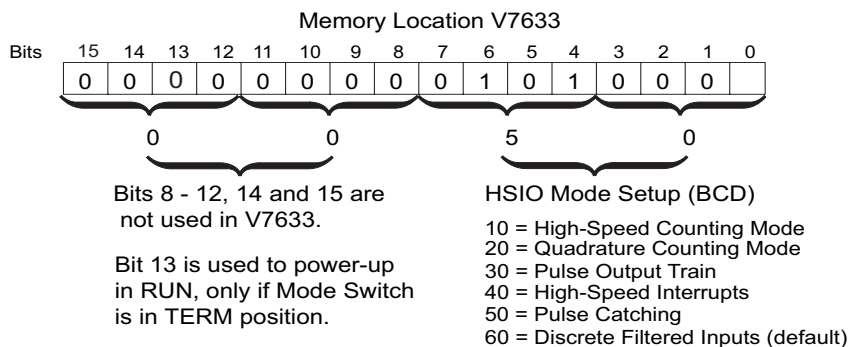 Memory Location V7633
Bits 15 14 13 12 11 10 9 8 7 6 5 4 3 2 1 0
0 0 0 0 0 0 0 0 0 1 0 1 0 0 0
0 0 5 0
Bits 8 - 12, 14 and 15 are
not used in V7633.
Bit 13 is used to power-up
in RUN, only if Mode Switch
is in TERM position.
HSIO Mode Setup (BCD)
10 = High-Speed Counting Mode
20 = Quadrature Counting Mode
30 = Pulse Output Train
40 = High-Speed Interrupts
50 = Pulse Catching
60 = Discrete Filtered Inputs (default)